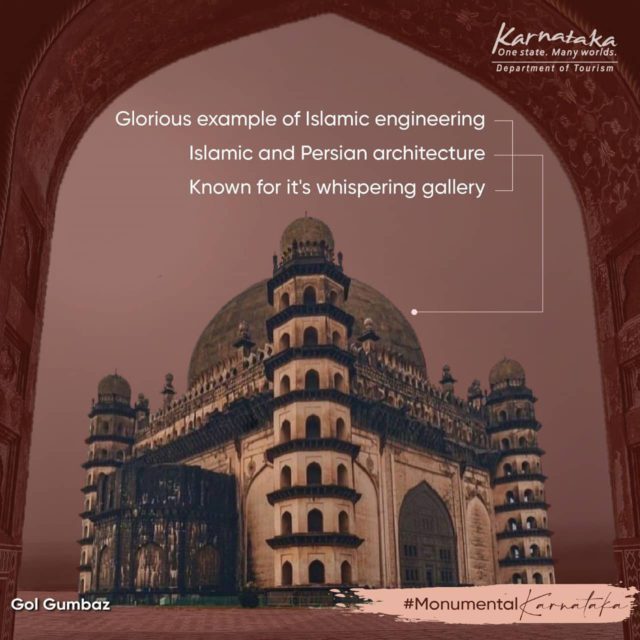 Karnataka
One state. Many worlds.
Department of Tourism
Glorious example of Islamic engineering
Islamic and Persian architecture
Known for it's whispering gallery
Gol Gumbaz
#MonumentalKarnataka